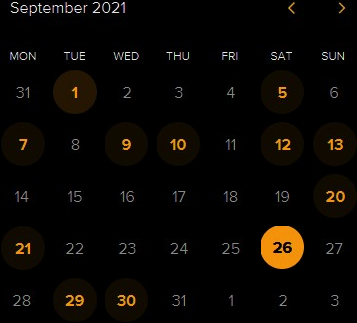 September 2021
MON TUE WED THU FRI SAT SUN
31 1 2 3 4 5 6
7 8 9 10 11 12 13
14 15 16 17 18 19 20
21 22 23 24 25 26 27
28 29 30 31 1 2 3